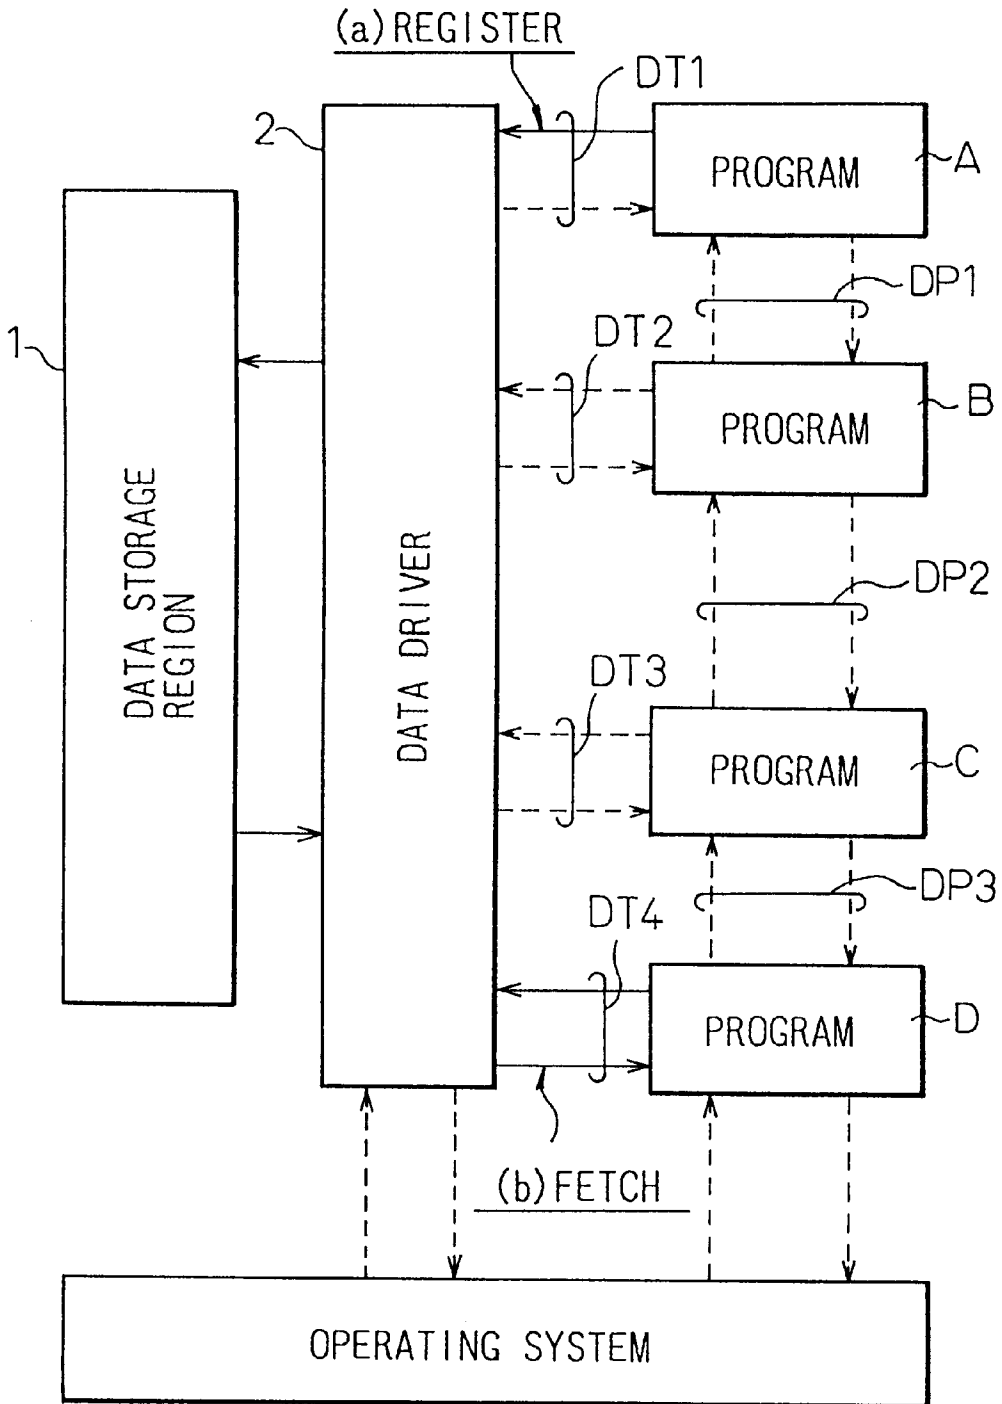 (a) REGISTER
DT1
2
PROGRAM
A
DP1
1
DT2
PROGRAM
B
DATA STORAGE
REGION
DATA DRIVER
DP2
DT3
PROGRAM
C
DP3
DT4
PROGRAM
D
(b) FETCH
OPERATING SYSTEM